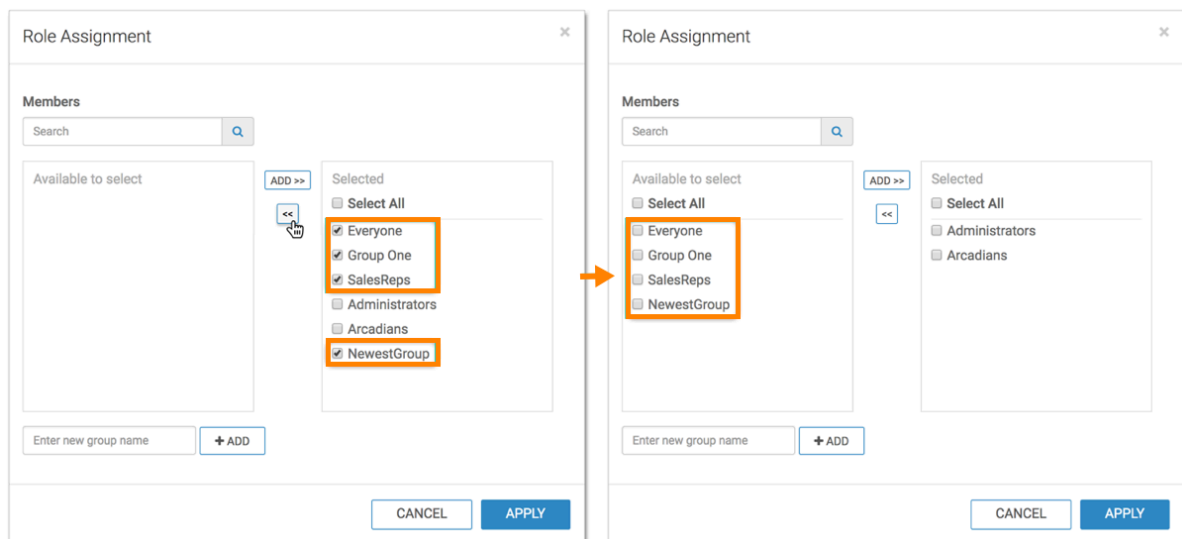 Role Assignment
×
Members
Search
Available to select
ADD >>
<<
Selected
Select All
Everyone
Group One
SalesReps
Administrators
Arcadians
NewestGroup
Enter new group name
+ ADD
CANCEL
APPLY
Role Assignment
×
Members
Search
Available to select
Select All
Everyone
Group One
SalesReps
NewestGroup
ADD >>
<<
Selected
Select All
Administrators
Arcadians
Enter new group name
+ ADD
CANCEL
APPLY